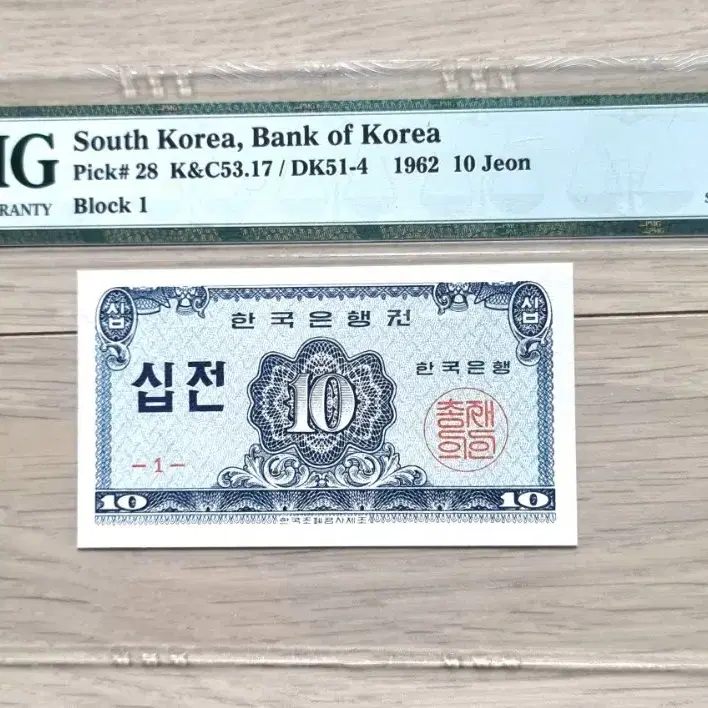 MG
South Korea, Bank of Korea
Pick# 28 K&C53.17 / DK51-4 1962 10 Jeon
RANTY Block 1
십 십
한국은행권
십전 10 한국은행
총재의인
- 1 -
10 10
한국조폐공사제조